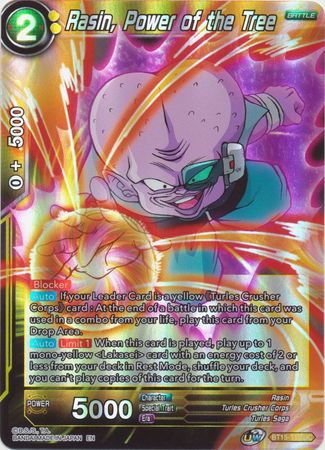 2
Rasin, Power of the Tree
BATTLE
0 + 5000
Blocker
Auto If your Leader Card is a yellow 《Turles Crusher
Corps》 card : At the end of a battle in which this card was
used in a combo from your life, play this card from your
Drop Area.
Auto Limit 1 When this card is played, play up to 1
mono-yellow <Lakasei> card with an energy cost of 2 or
less from your deck in Rest Mode, shuffle your deck, and
you can't play copies of this card for the turn.
POWER
5000
Character Rasin
Special Trait Turles Crusher Corps
Era Turles Saga
©B.S./S., T.A.
BANDAI MADE IN JAPAN EN
UW
UC